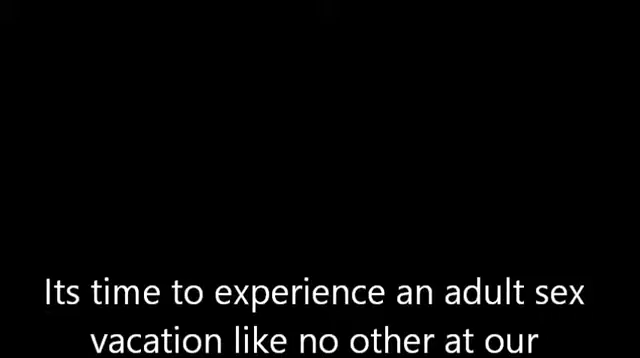 Its time to experience an adult sex
vacation like no other at our